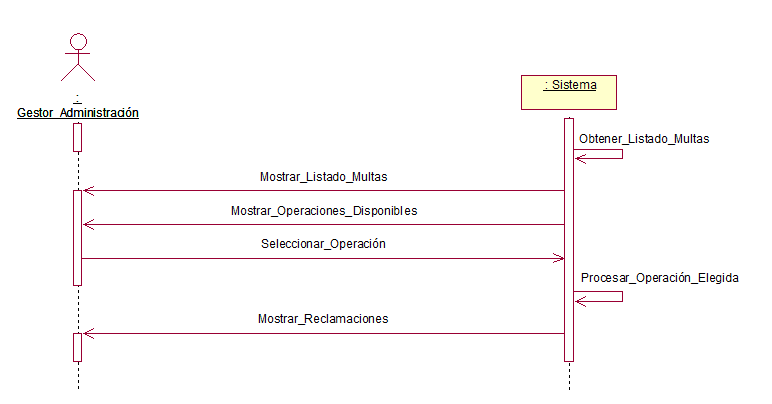 : Sistema
:
Gestor_Administración
Obtener_Listado_Multas
Mostrar_Listado_Multas
Mostrar_Operaciones_Disponibles
Seleccionar_Operación
Procesar_Operación_Elegida
Mostrar_Reclamaciones